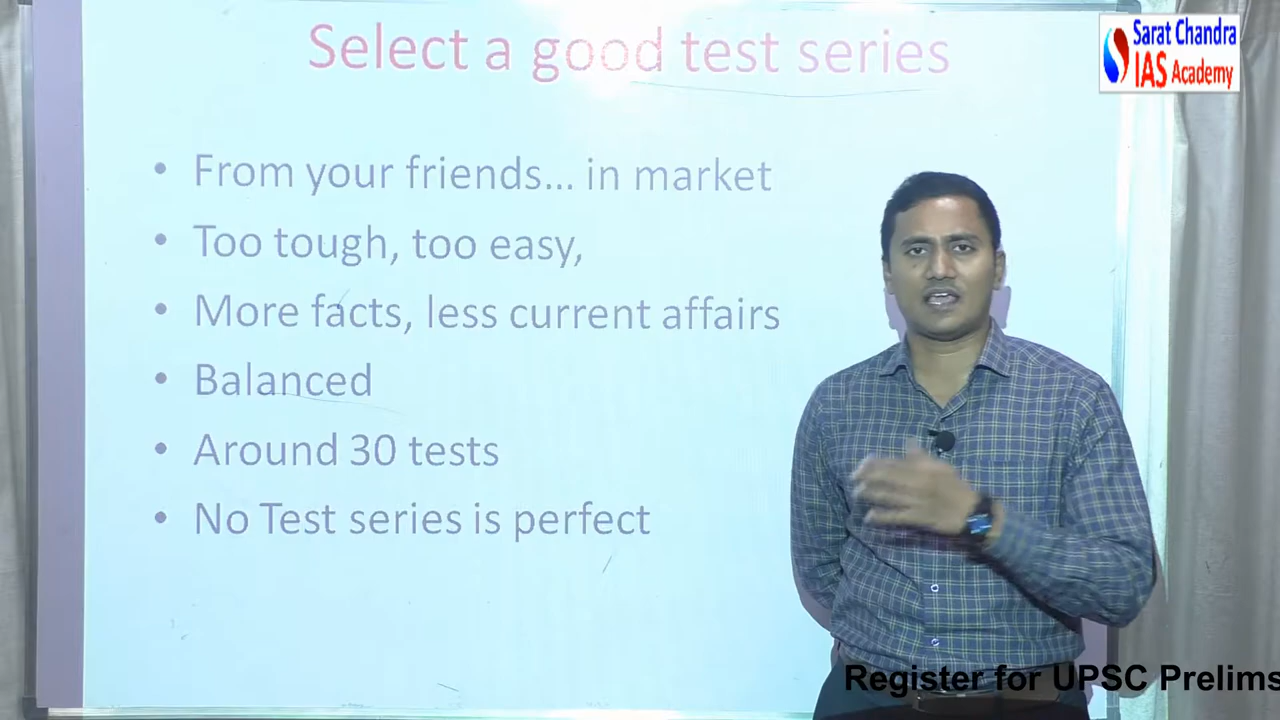 Select a good test series
Sarat Chandra
IAS Academy
• From your friends... in market
• Too tough, too easy,
• More facts, less current affairs
• Balanced
• Around 30 tests
• No Test series is perfect
Register for UPSC Prelims